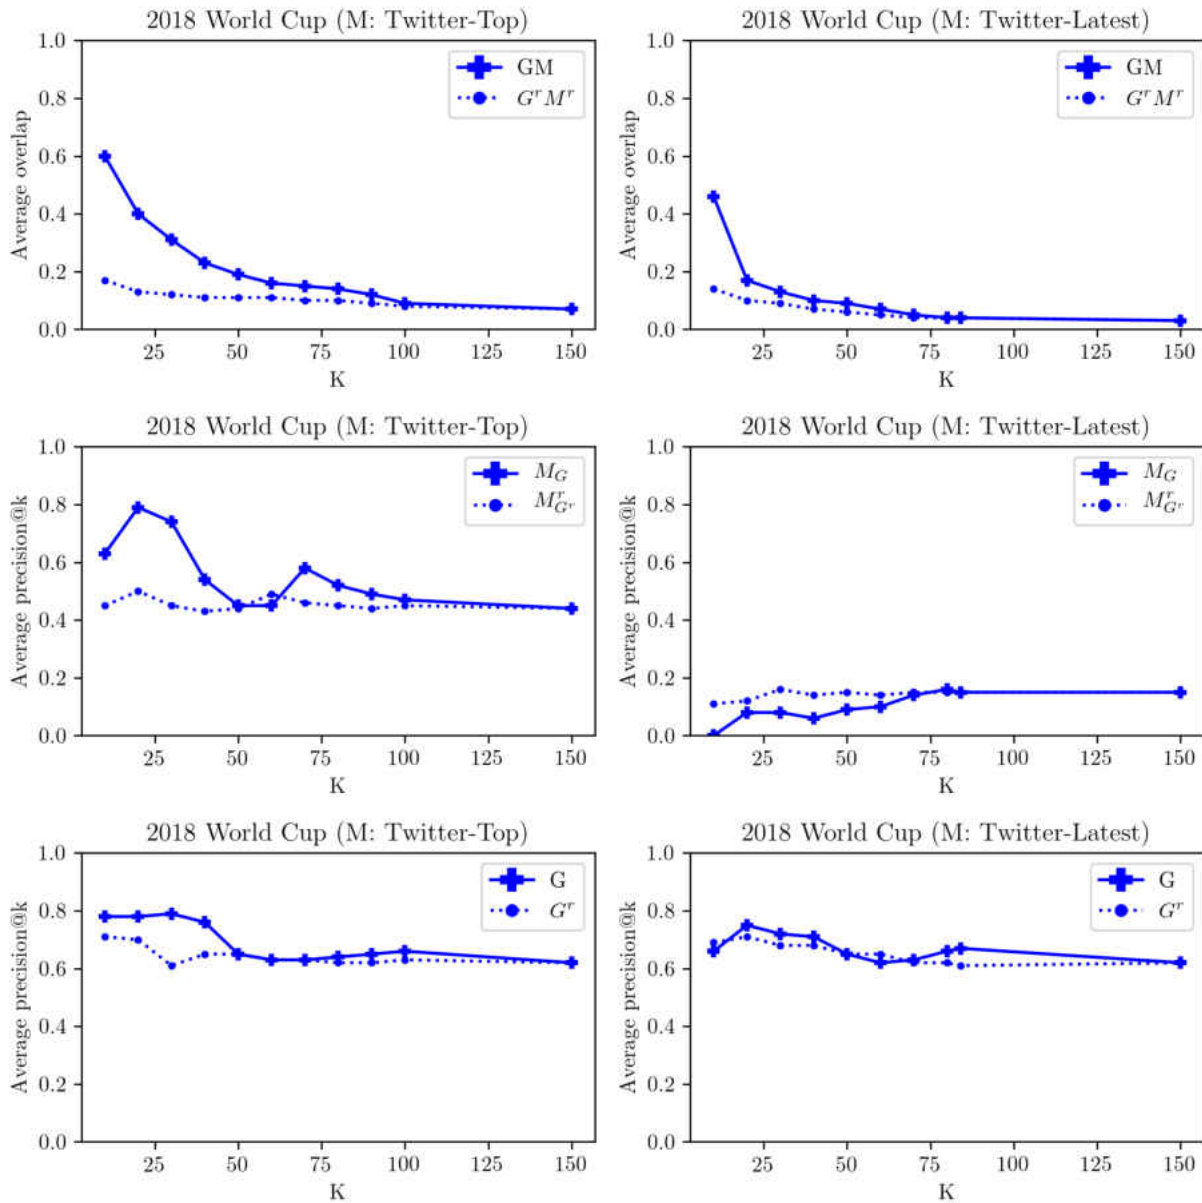 2018 World Cup (M: Twitter-Top)
Average overlap
1.0
0.8
0.6
0.4
0.2
0.0
GM
G^r M^r
25 50 75 100 125 150
K
2018 World Cup (M: Twitter-Latest)
Average overlap
1.0
0.8
0.6
0.4
0.2
0.0
GM
G^r M^r
25 50 75 100 125 150
K
2018 World Cup (M: Twitter-Top)
Average precision@k
1.0
0.8
0.6
0.4
0.2
0.0
M_G
M^r_{G^r}
25 50 75 100 125 150
K
2018 World Cup (M: Twitter-Latest)
Average precision@k
1.0
0.8
0.6
0.4
0.2
0.0
M_G
M^r_{G^r}
25 50 75 100 125 150
K
2018 World Cup (M: Twitter-Top)
Average precision@k
1.0
0.8
0.6
0.4
0.2
0.0
G
G^r
25 50 75 100 125 150
K
2018 World Cup (M: Twitter-Latest)
Average precision@k
1.0
0.8
0.6
0.4
0.2
0.0
G
G^r
25 50 75 100 125 150
K